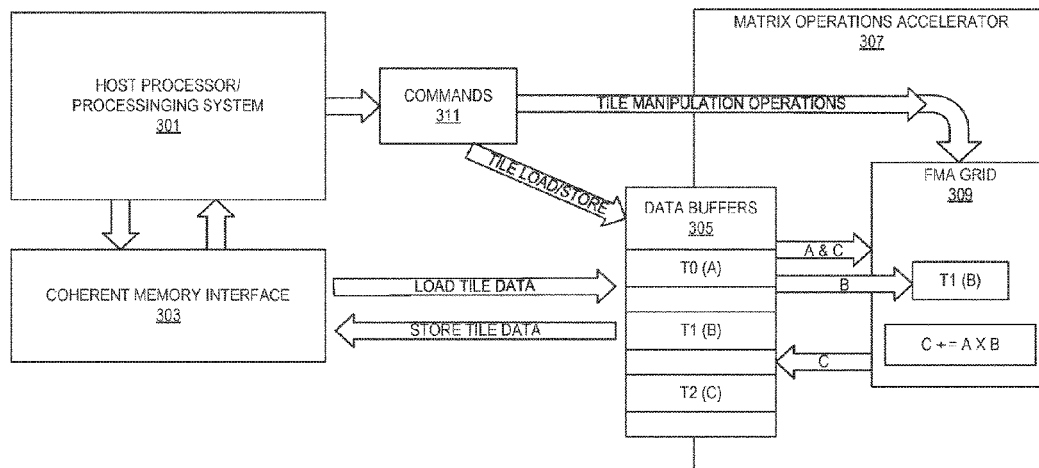 MATRIX OPERATIONS ACCELERATOR
307
HOST PROCESSOR/
PROCESSINGING SYSTEM
301
COMMANDS
311
TILE MANIPULATION OPERATIONS
TILE LOAD/STORE
FMA GRID
309
DATA BUFFERS
305
A & C
T0 (A)
B
T1 (B)
COHERENT MEMORY INTERFACE
303
LOAD TILE DATA
STORE TILE DATA
T1 (B)
C += A X B
C
T2 (C)